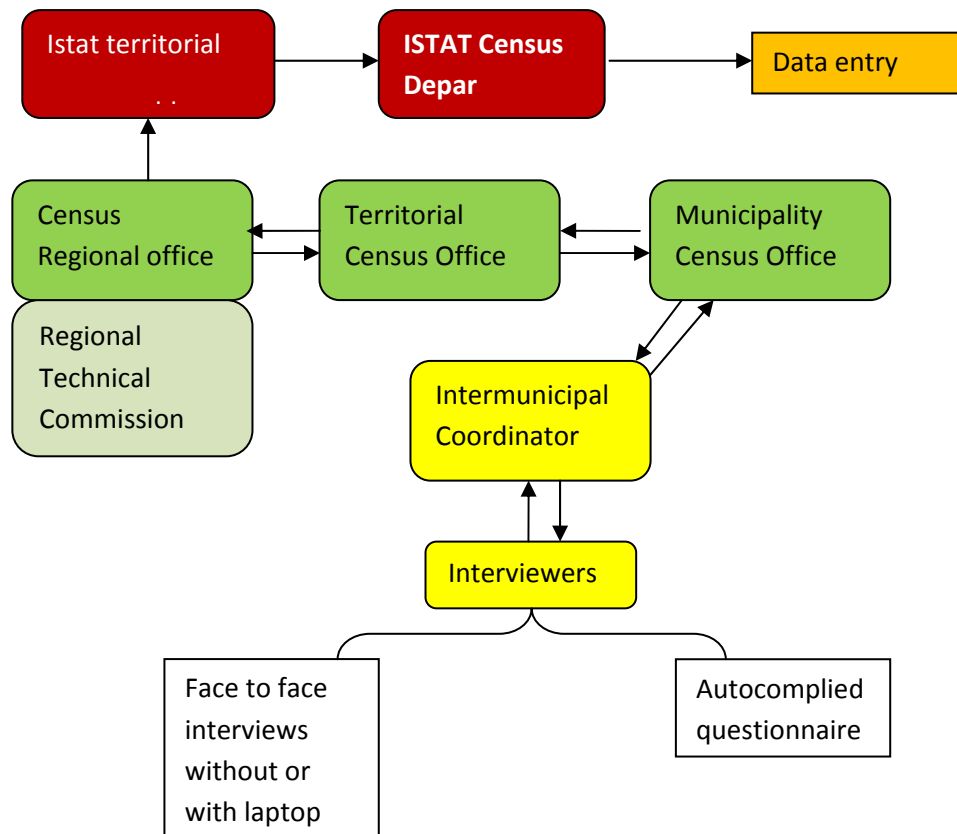 Istat territorial
. .
ISTAT Census
Depar
Data entry
Census
Regional office
Territorial
Census Office
Municipality
Census Office
Regional
Technical
Commission
Intermunicipal
Coordinator
Interviewers
Face to face
interviews
without or
with laptop
Autocomplied
questionnaire